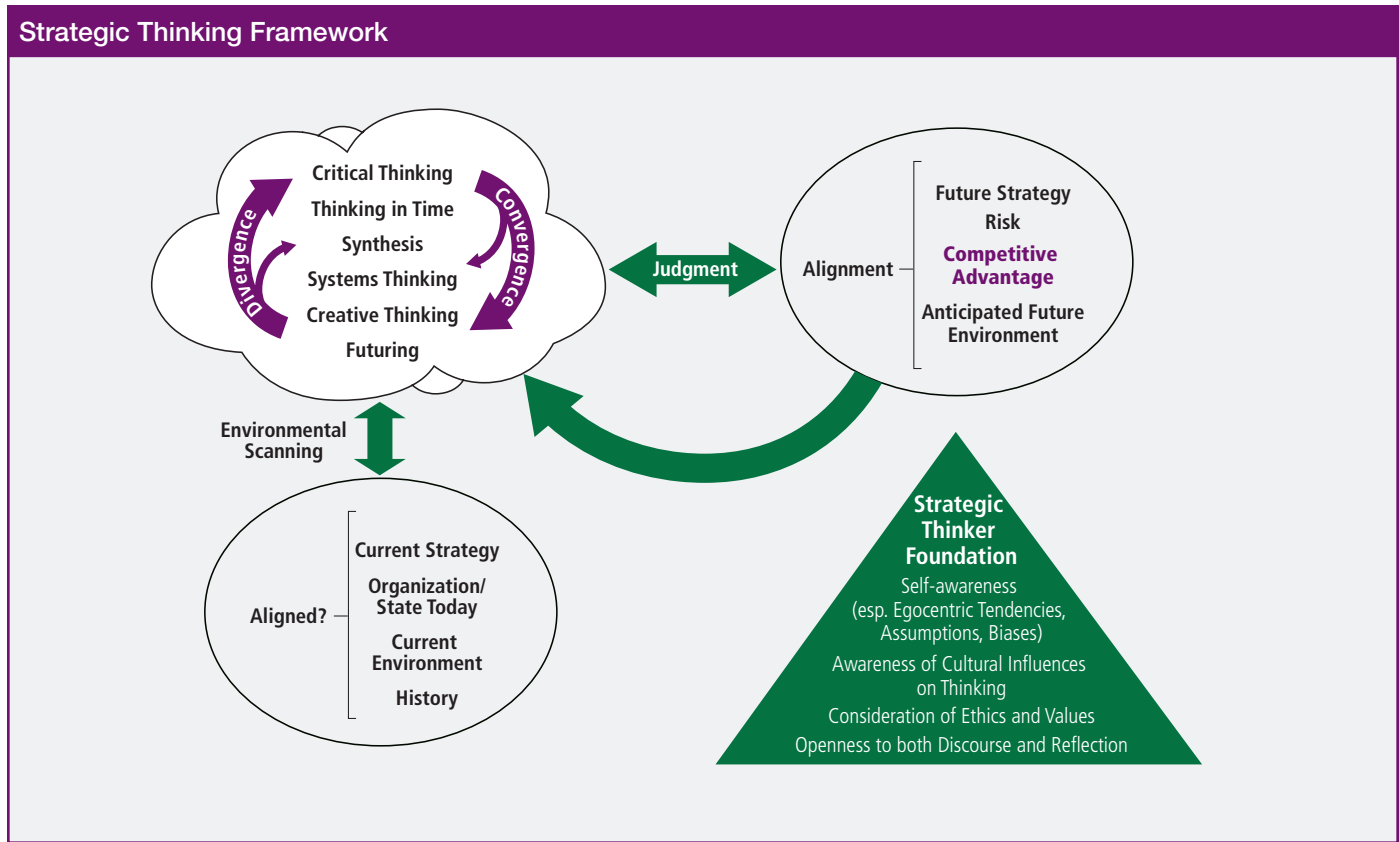 Strategic Thinking Framework
Critical Thinking
Thinking in Time
Synthesis
Systems Thinking
Creative Thinking
Futuring
Divergence
Convergence
Judgment
Alignment
Future Strategy
Risk
Competitive
Advantage
Anticipated Future
Environment
Environmental
Scanning
Aligned?
Current Strategy
Organization/
State Today
Current
Environment
History
Strategic
Thinker
Foundation
Self-awareness
(esp. Egocentric Tendencies,
Assumptions, Biases)
Awareness of Cultural Influences
on Thinking
Consideration of Ethics and Values
Openness to both Discourse and Reflection